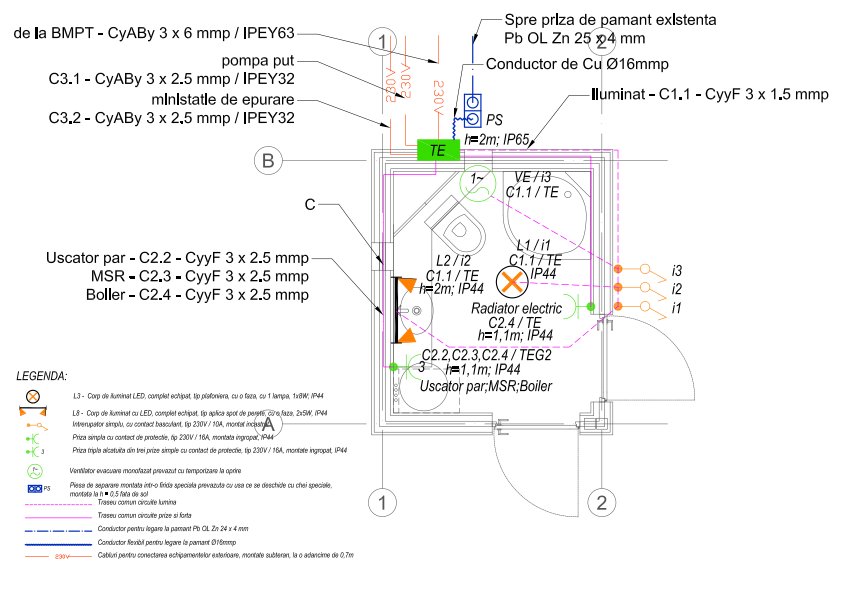 Spre priza de pamant existenta
Pb OL Zn 25 x 4 mm
de la BMPT - CyABy 3 x 6 mmp / IPEY63
1
2
pompa put
C3.1 - CyABy 3 x 2.5 mmp / IPEY32
Conductor de Cu Ø16mmp
ministatie de epurare
C3.2 - CyABy 3 x 2.5 mmp / IPEY32
230V
230V
230V
Iluminat - C1.1 - CyyF 3 x 1.5 mmp
PS
h=2m; IP65
TE
B
1~
VE / i3
C1.1 / TE
C
L1 / i1
C1.1 / TE
IP44
L2 / i2
C1.1 / TE
h=2m; IP44
Uscator par - C2.2 - CyyF 3 x 2.5 mmp
MSR - C2.3 - CyyF 3 x 2.5 mmp
Boiler - C2.4 - CyyF 3 x 2.5 mmp
i3
i2
i1
Radiator electric
C2.4 / TE
h=1,1m; IP44
C2.2,C2.3,C2.4 / TEG2
3
h=1,1m; IP44
Uscator par;MSR;Boiler
A
1
2
LEGENDA:
L3 - Corp de iluminat LED, complet echipat, tip plafoniera, cu o faza, cu 1 lampa, 1x8W; IP44
L8 - Corp de iluminat cu LED, complet echipat, tip aplica spot de perete, cu o faza, 2x5W, IP44
Intrerupator simplu, cu contact basculant, tip 230V / 10A, montat incastrat
Priza simpla cu contact de protectie, tip 230V / 16A, montata ingropat, IP44
3
Priza tripla alcatuita din trei prize simple cu contact de protectie, tip 230V / 16A, montate ingropat, IP44
1~
Ventilator evacuare monofazat prevazut cu temporizare la oprire
PS
Piesa de separare montata intr-o firida speciala prevazuta cu usa ce se deschide cu chei speciale,
montata la h = 0,5 fata de sol
Traseu comun circuite lumina
Traseu comun circuite prize si forta
Conductor pentru legare la pamant Pb OL Zn 24 x 4 mm
Conductor flexibil pentru legare la pamant Ø16mmp
230V
Cabluri pentru conectarea echipamentelor exterioare, montate subteran, la o adancime de 0,7m